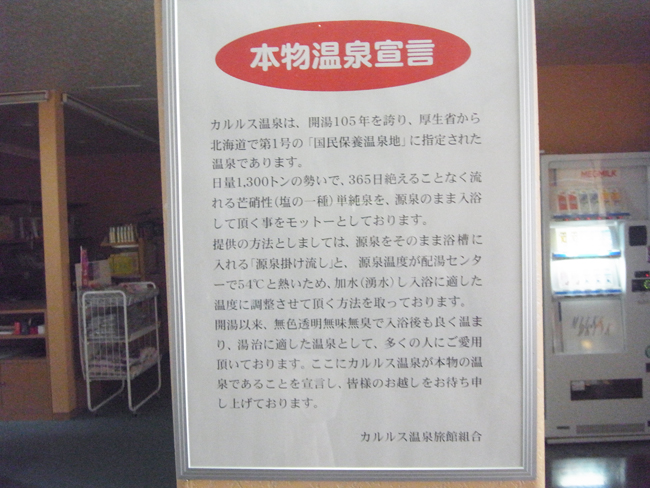 本物温泉宣言
カルルス温泉は、開湯105年を誇り、厚生省から
北海道で第1号の「国民保養温泉地」に指定された
温泉であります。
日量1,300トンの勢いで、365日絶えることなく流
れる芒硝性(塩の一種)単純泉を、源泉のまま入浴
して頂く事をモットーとしております。
提供の方法としましては、源泉をそのまま浴槽に
入れる「源泉掛け流し」と、源泉温度が配湯センタ
ーで54℃と熱いため、加水(湧水)し入浴に適した
温度に調整させて頂く方法を取っております。
開湯以来、無色透明無味無臭で入浴後も良く温ま
り、湯治に適した温泉として、多くの人にご愛用
頂いております。ここにカルルス温泉が本物の温
泉であることを宣言し、皆様のお越しをお待ち申
し上げております。
カルルス温泉旅館組合
MEGMILK